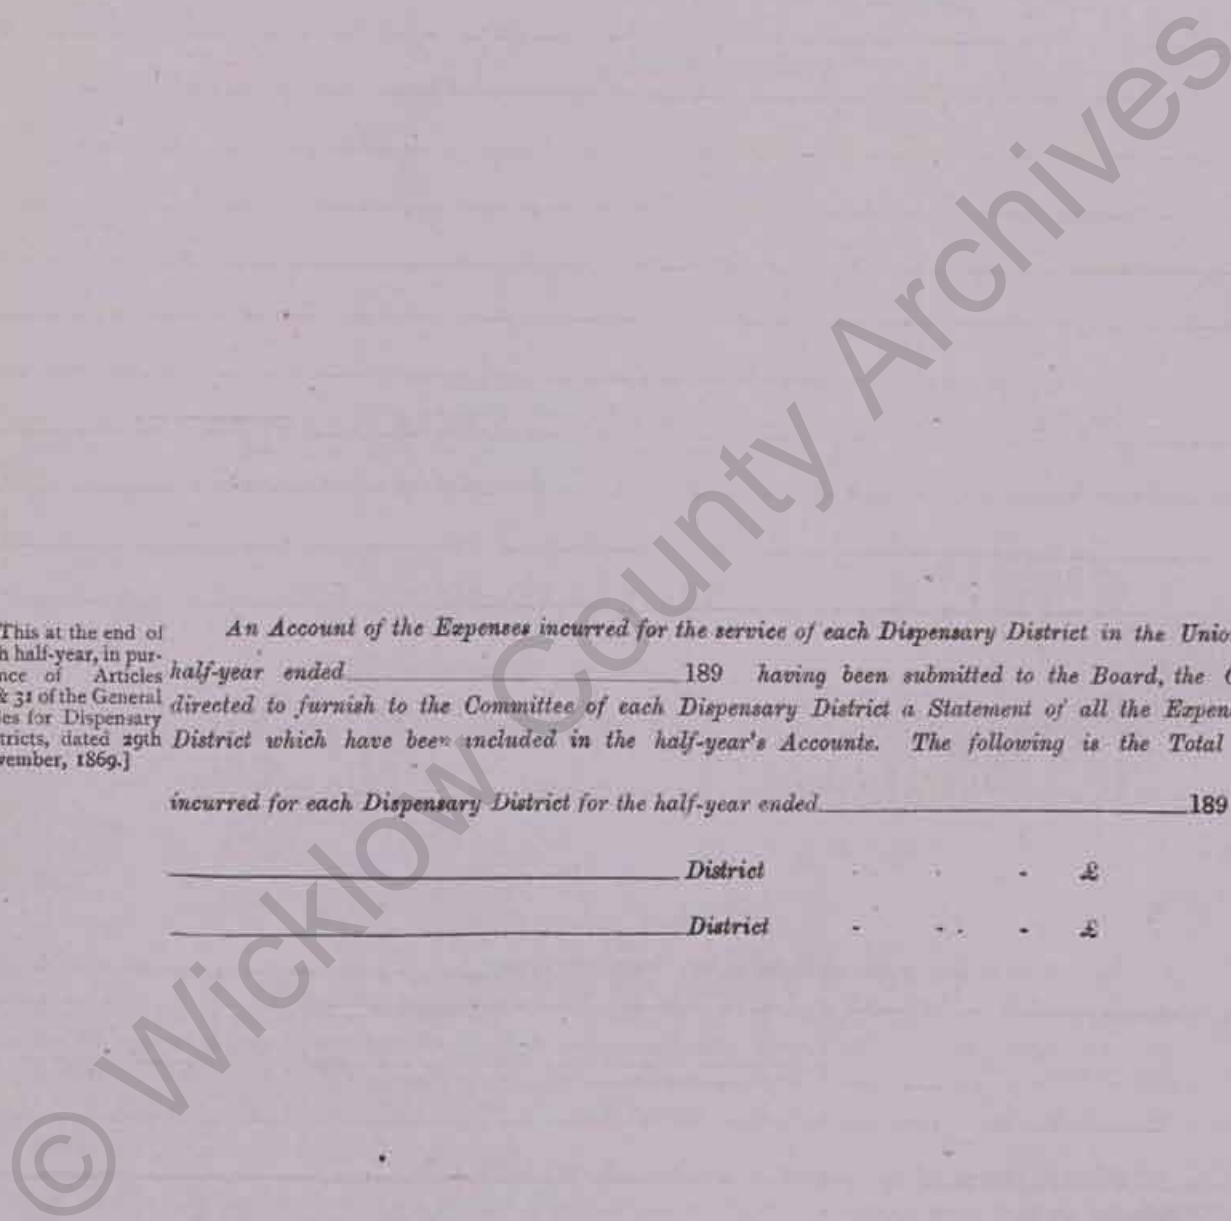 This at the end of
h half-year, in pur-
nce of Articles
& 31 of the General
es for Dispensary
tricts, dated 29th
vember, 1869.]
An Account of the Expenses incurred for the service of each Dispensary District in the Unio
half-year ended 189 having been submitted to the Board, the C
directed to furnish to the Committee of each Dispensary District a Statement of all the Expen
District which have been included in the half-year's Accounts. The following is the Total
incurred for each Dispensary District for the half-year ended 189
District - - - £
District - - - £
© Wicklow County Archives